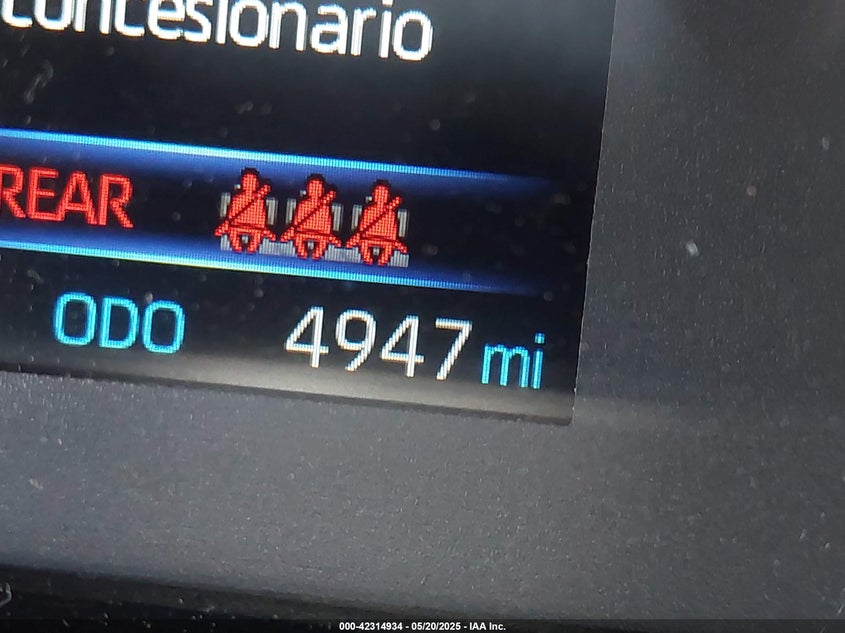 concesionario
REAR
ODO 4947 mi
000-42314934 - 05/20/2025 - IAA Inc.